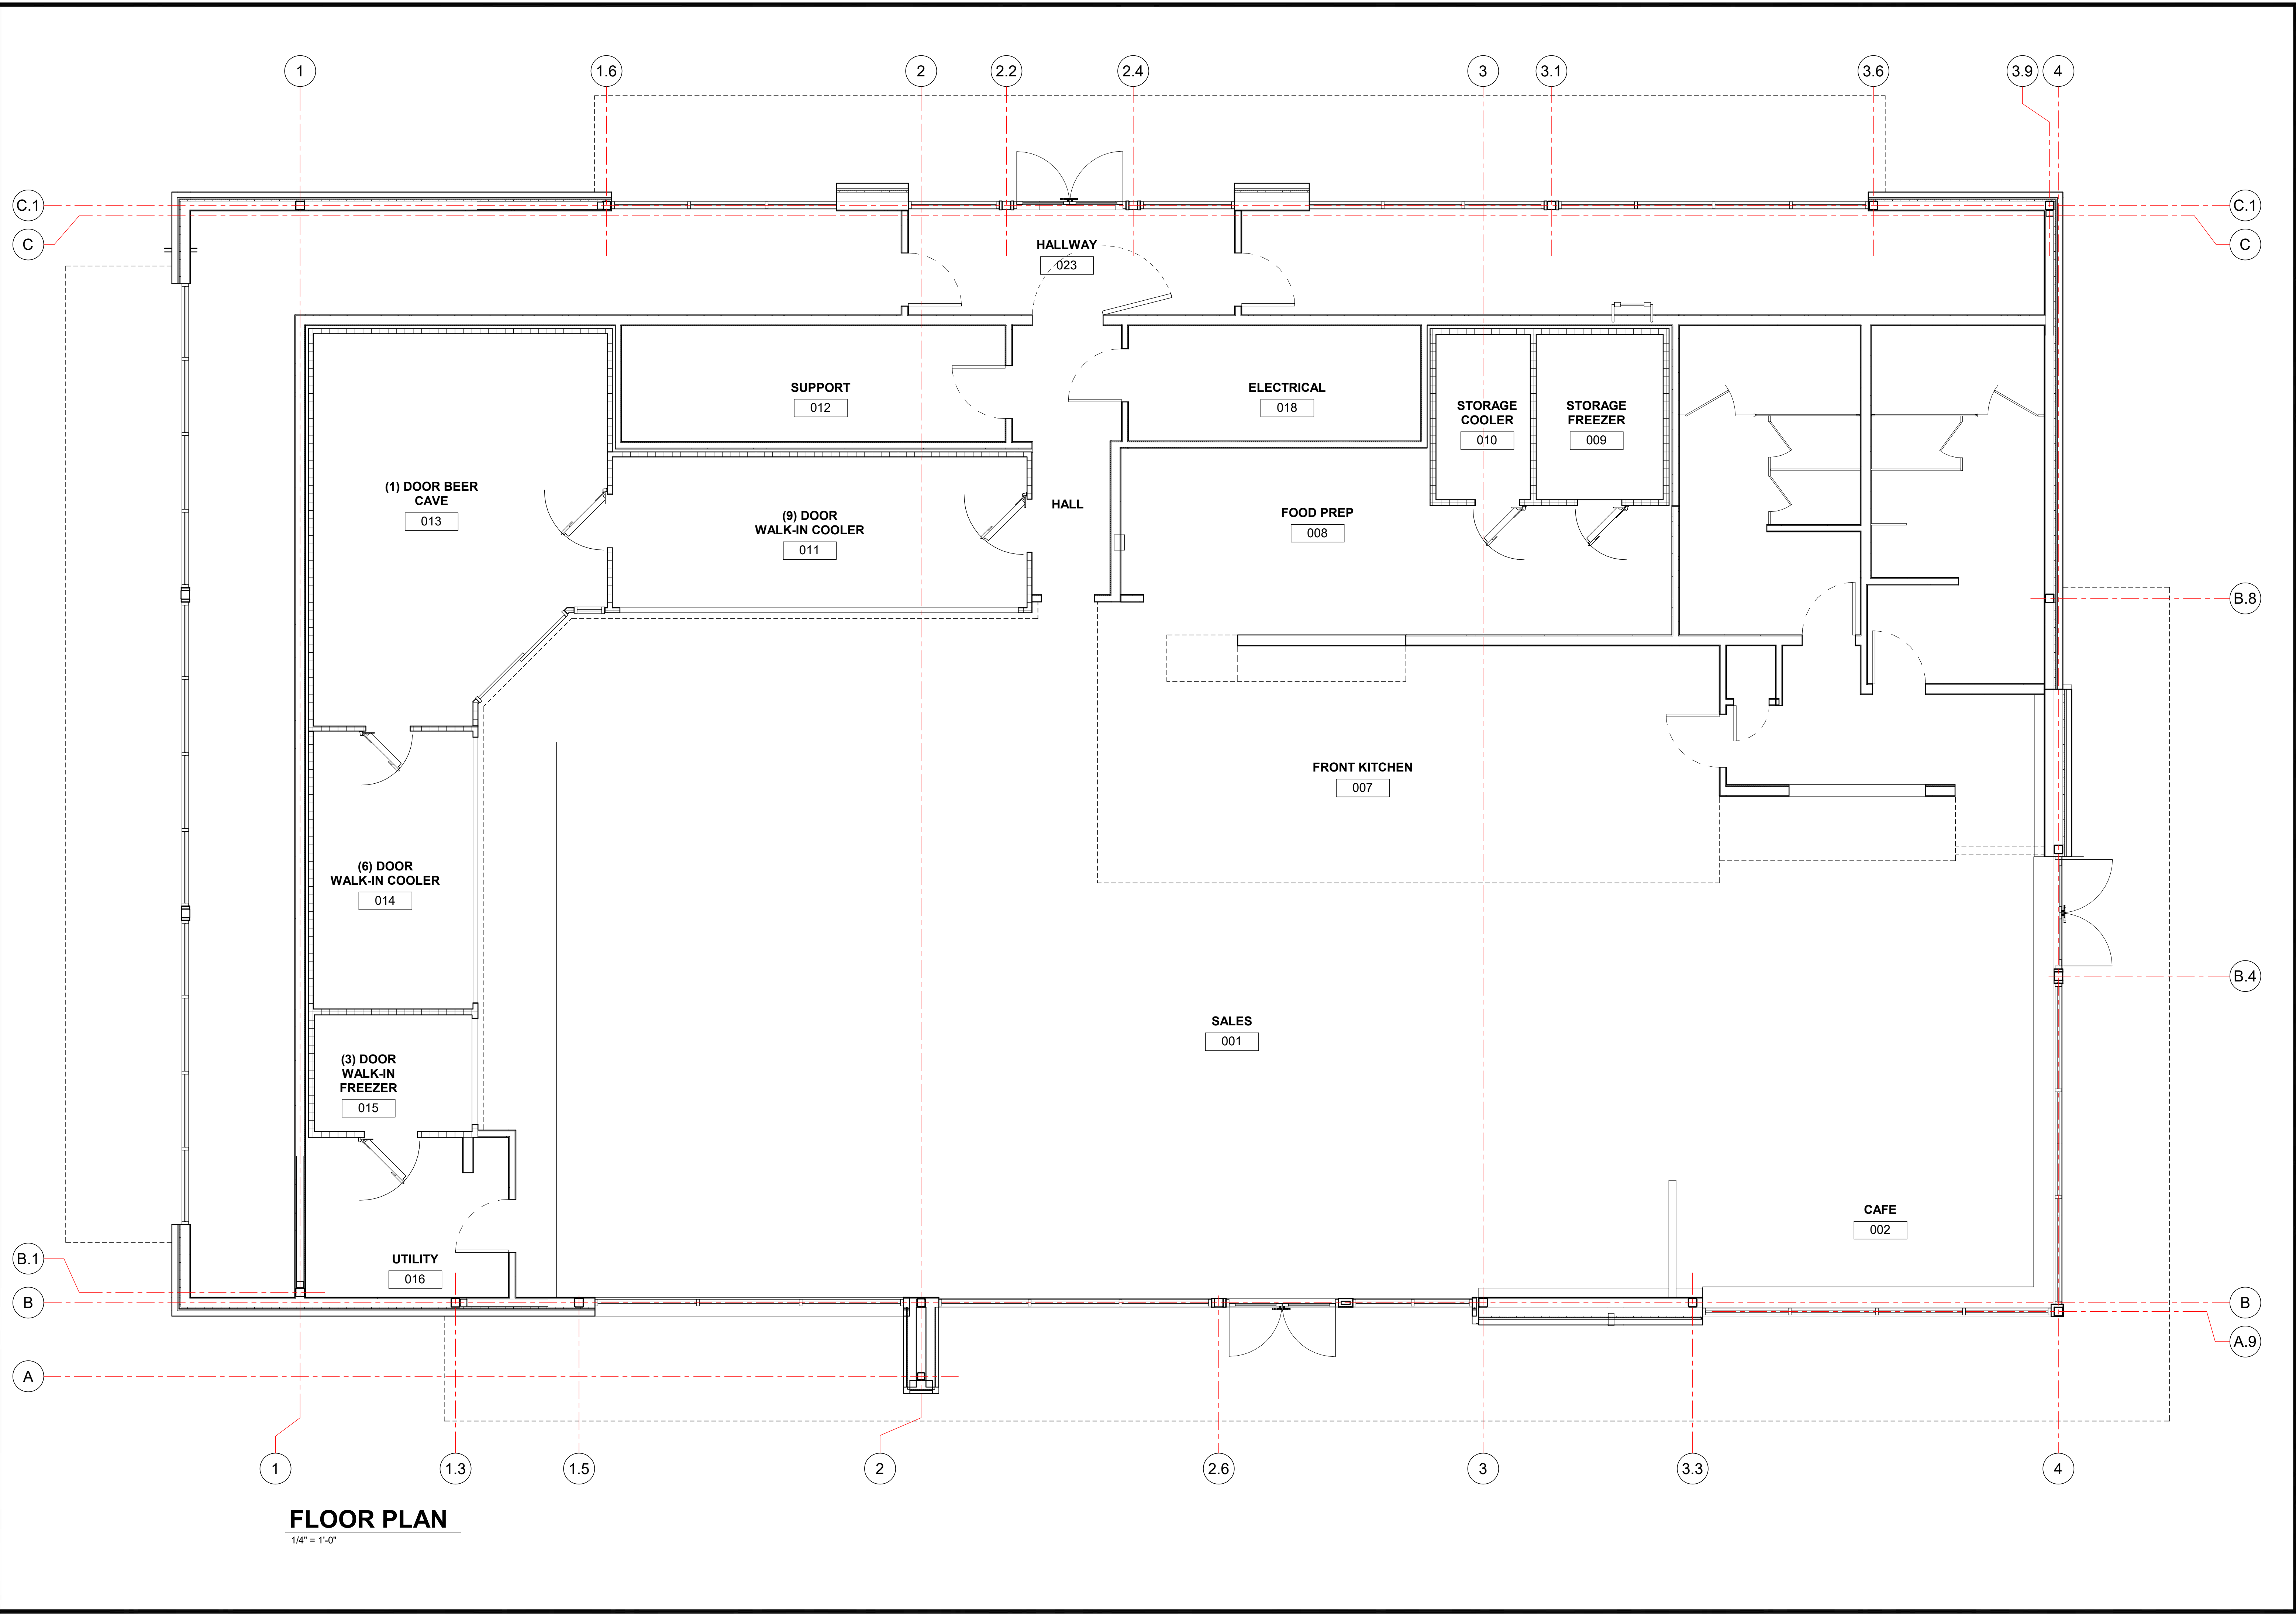 1
1.6
2
2.2
2.4
3
3.1
3.6
3.9
4
C.1
C.1
C
C
HALLWAY
023
SUPPORT
012
ELECTRICAL
018
STORAGE
COOLER
010
STORAGE
FREEZER
009
(1) DOOR BEER
CAVE
013
(9) DOOR
WALK-IN COOLER
011
HALL
FOOD PREP
008
B.8
FRONT KITCHEN
007
(6) DOOR
WALK-IN COOLER
014
B.4
SALES
001
(3) DOOR
WALK-IN
FREEZER
015
CAFE
002
UTILITY
016
B.1
B
B
A.9
A
1
1.3
1.5
2
2.6
3
3.3
4
FLOOR PLAN
1/4" = 1'-0"